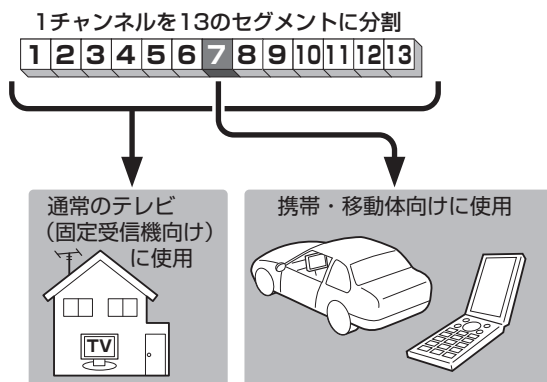 1チャンネルを13のセグメントに分割
1 2 3 4 5 6 7 8 9 10 11 12 13
通常のテレビ
（固定受信機向け）
に使用
TV
携帯・移動体向けに使用